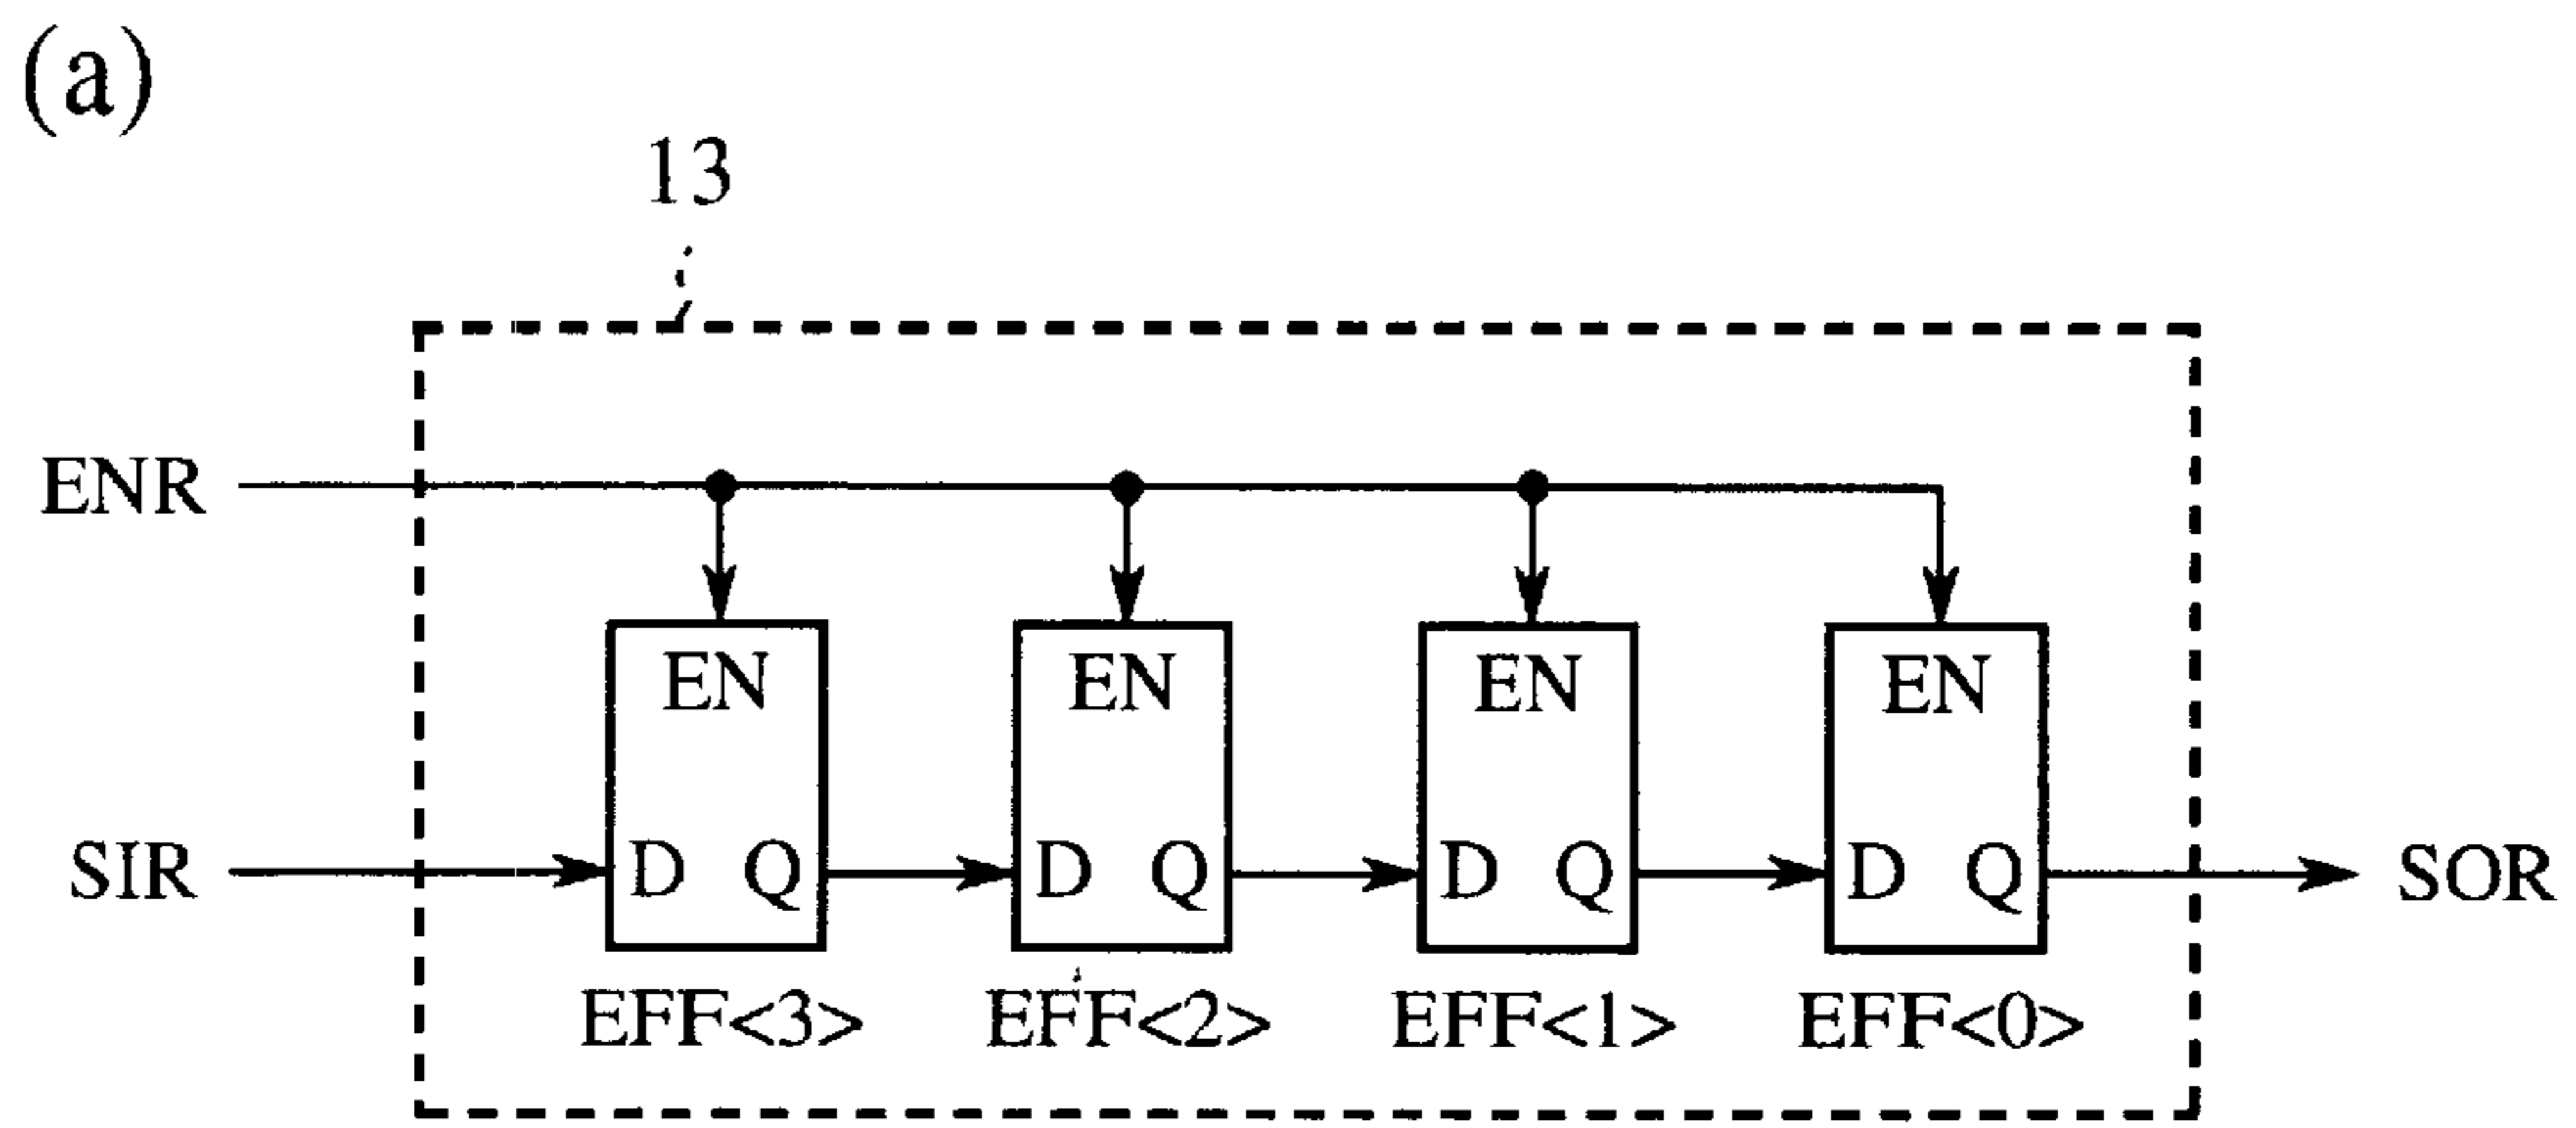 (a)
13
ENR
EN EN EN EN
SIR D Q D Q D Q D Q SOR
EFF<3> EFF<2> EFF<1> EFF<0>